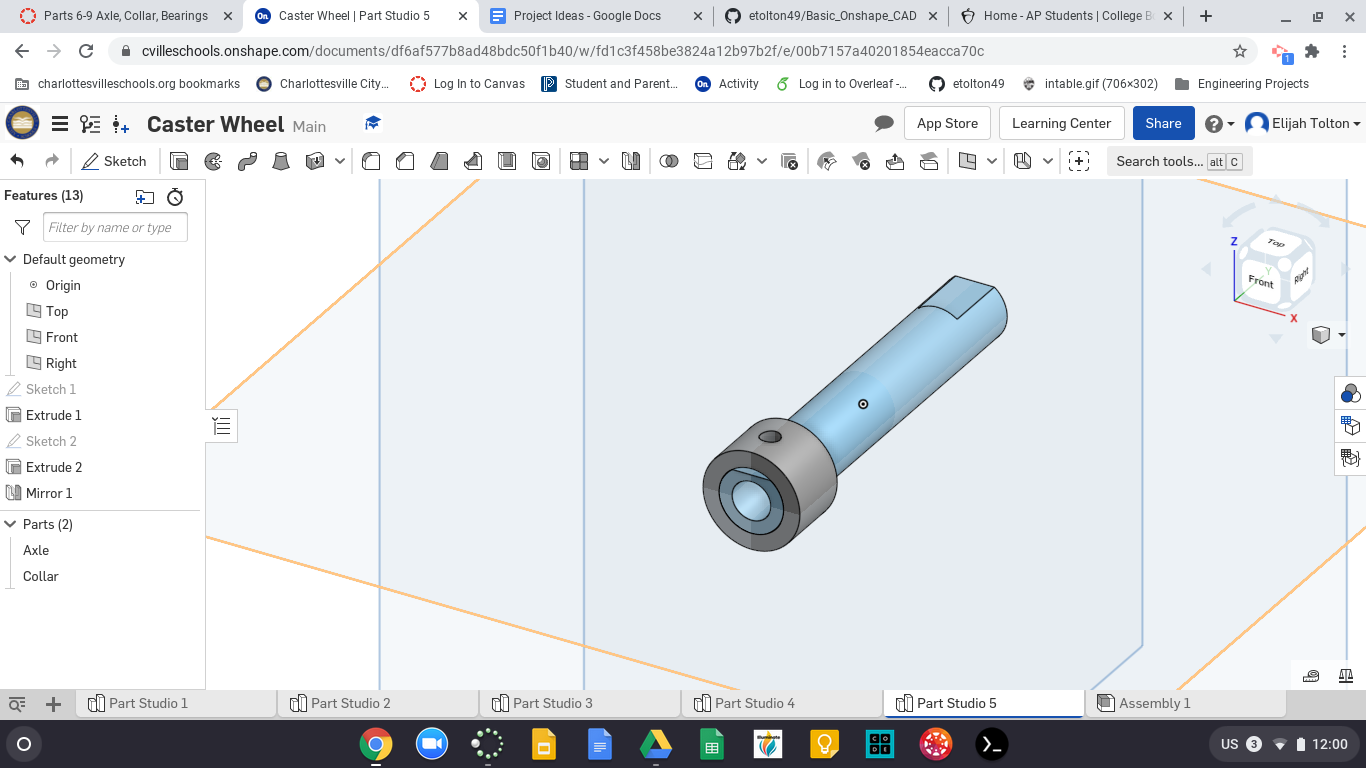 Parts 6-9 Axle, Collar, Bearings
On Caster Wheel | Part Studio 5
Project Ideas - Google Docs
etolton49/Basic_Onshape_CAD
Home - AP Students | College B
cvilleschools.onshape.com/documents/df6af577b8ad48bdc50f1b40/w/fd1c3f458be3824a12b97b2f/e/00b7157a40201854eacca70c
1
charlottesvilleschools.org bookmarks
Charlottesville City...
Log In to Canvas
P Student and Parent...
On Activity
Log in to Overleaf -...
etolton49
intable.gif (706×302)
Engineering Projects
Caster Wheel Main
App Store
Learning Center
Share
Elijah Tolton
Sketch
Search tools... alt C
Features (13)
Filter by name or type
Default geometry
Origin
Top
Front
Right
Sketch 1
Extrude 1
Sketch 2
Extrude 2
Mirror 1
Parts (2)
Axle
Collar
Z
Top
Y
Front
Right
X
Part Studio 1
Part Studio 2
Part Studio 3
Part Studio 4
Part Studio 5
Assembly 1
Illuminate
CODE
US 3 12:00